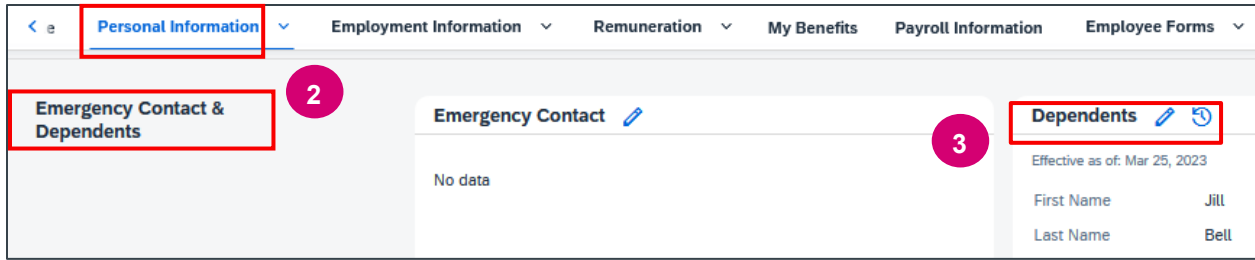 e Personal Information Employment Information Remuneration My Benefits Payroll Information Employee Forms
Emergency Contact &
Dependents
2
Emergency Contact
No data
3
Dependents
Effective as of: Mar 25, 2023
First Name Jill
Last Name Bell